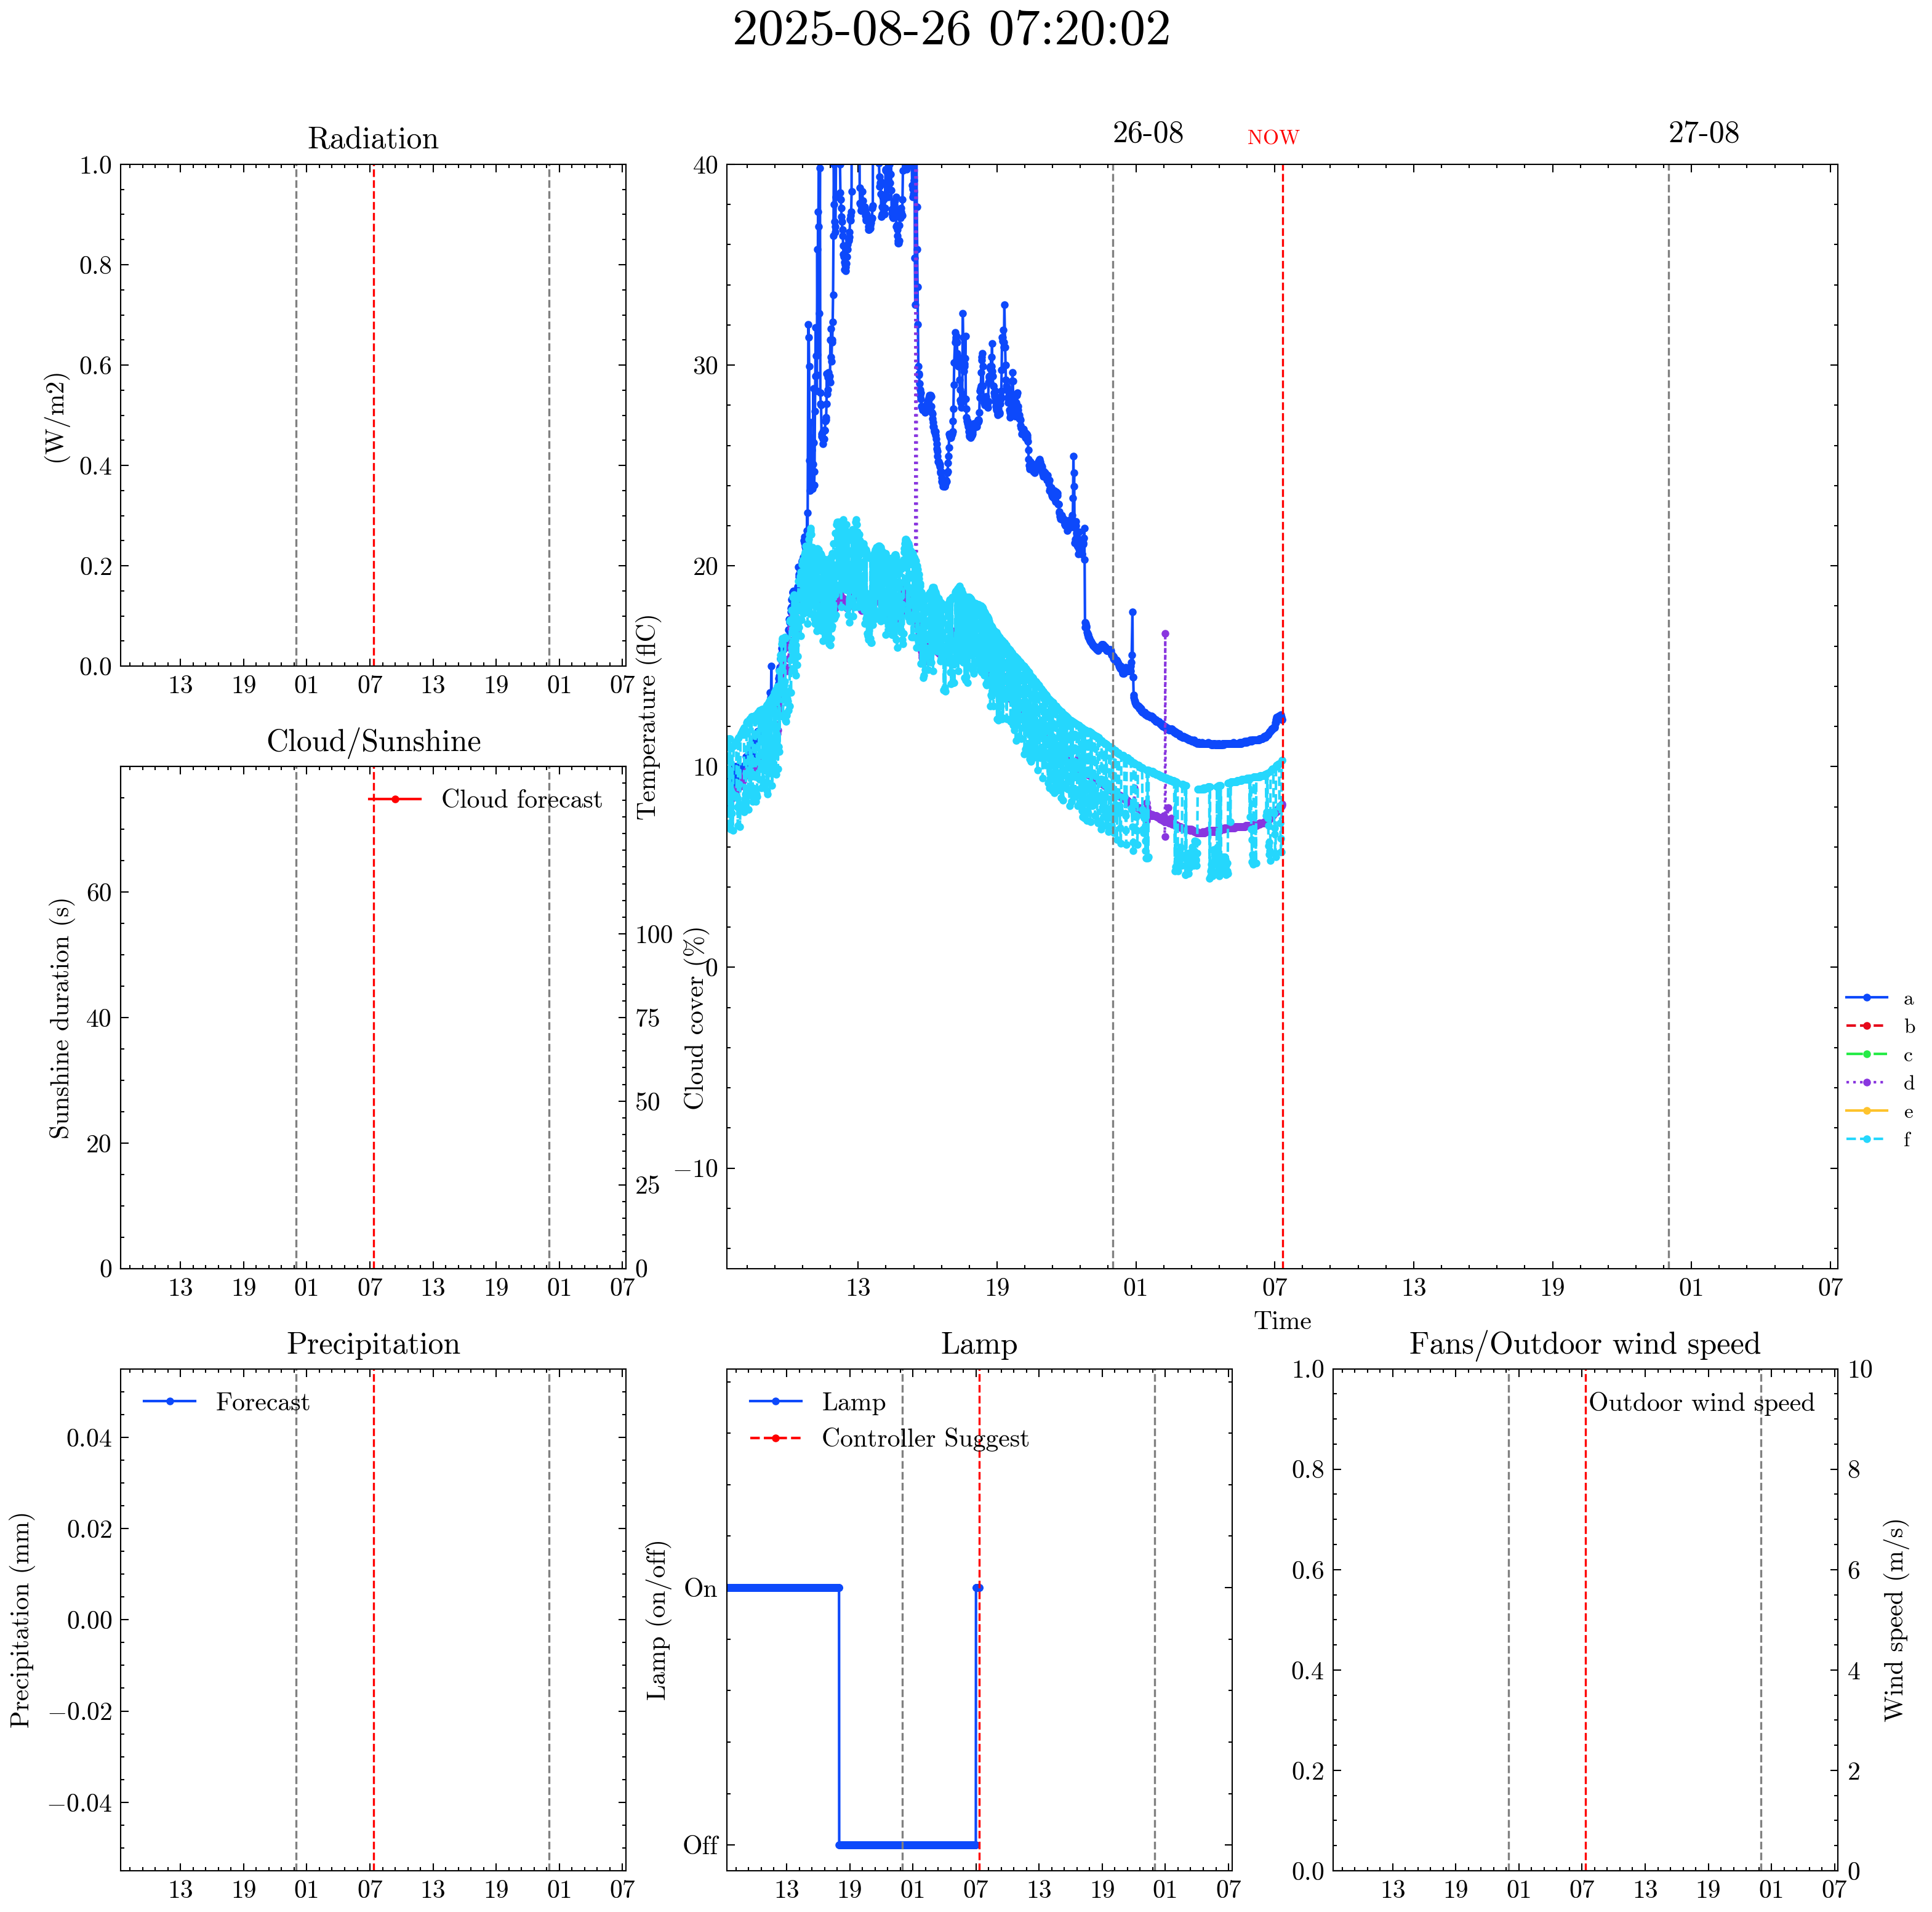 2025-08-26 07:20:02
Radiation
1.0
0.8
0.6
0.4
0.2
0.0
(W/m2)
13 19 01 07 13 19 01 07
Cloud/Sunshine
Cloud forecast
60
40
20
0
Sunshine duration (s)
100
75
50
25
0
Cloud cover (%)
13 19 01 07 13 19 01 07
26-08
NOW
27-08
40
30
20
10
0
−10
Temperature (flC)
13 19 01 07 13 19 01 07
Time
a
b
c
d
e
f
Precipitation
Forecast
0.04
0.02
0.00
−0.02
−0.04
Precipitation (mm)
13 19 01 07 13 19 01 07
Lamp
Lamp
Controller Suggest
On
Off
Lamp (on/off)
13 19 01 07 13 19 01 07
Fans/Outdoor wind speed
Outdoor wind speed
1.0
0.8
0.6
0.4
0.2
0.0
10
8
6
4
2
0
Wind speed (m/s)
13 19 01 07 13 19 01 07